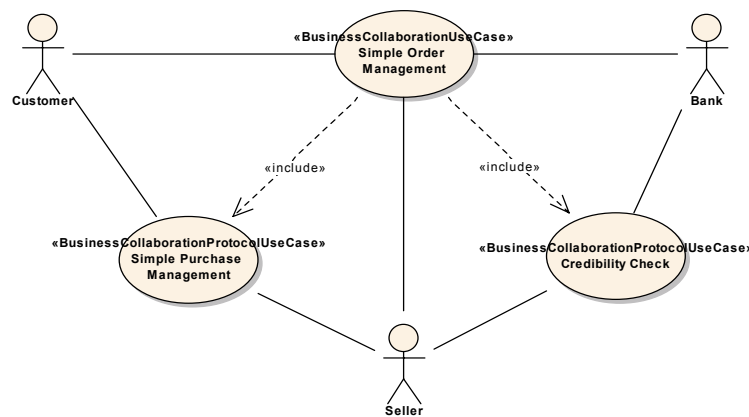 «BusinessCollaborationUseCase»
Simple Order
Management
Customer
Bank
«include»
«include»
«BusinessCollaborationProtocolUseCase»
Simple Purchase
Management
«BusinessCollaborationProtocolUseCase»
Credibility Check
Seller